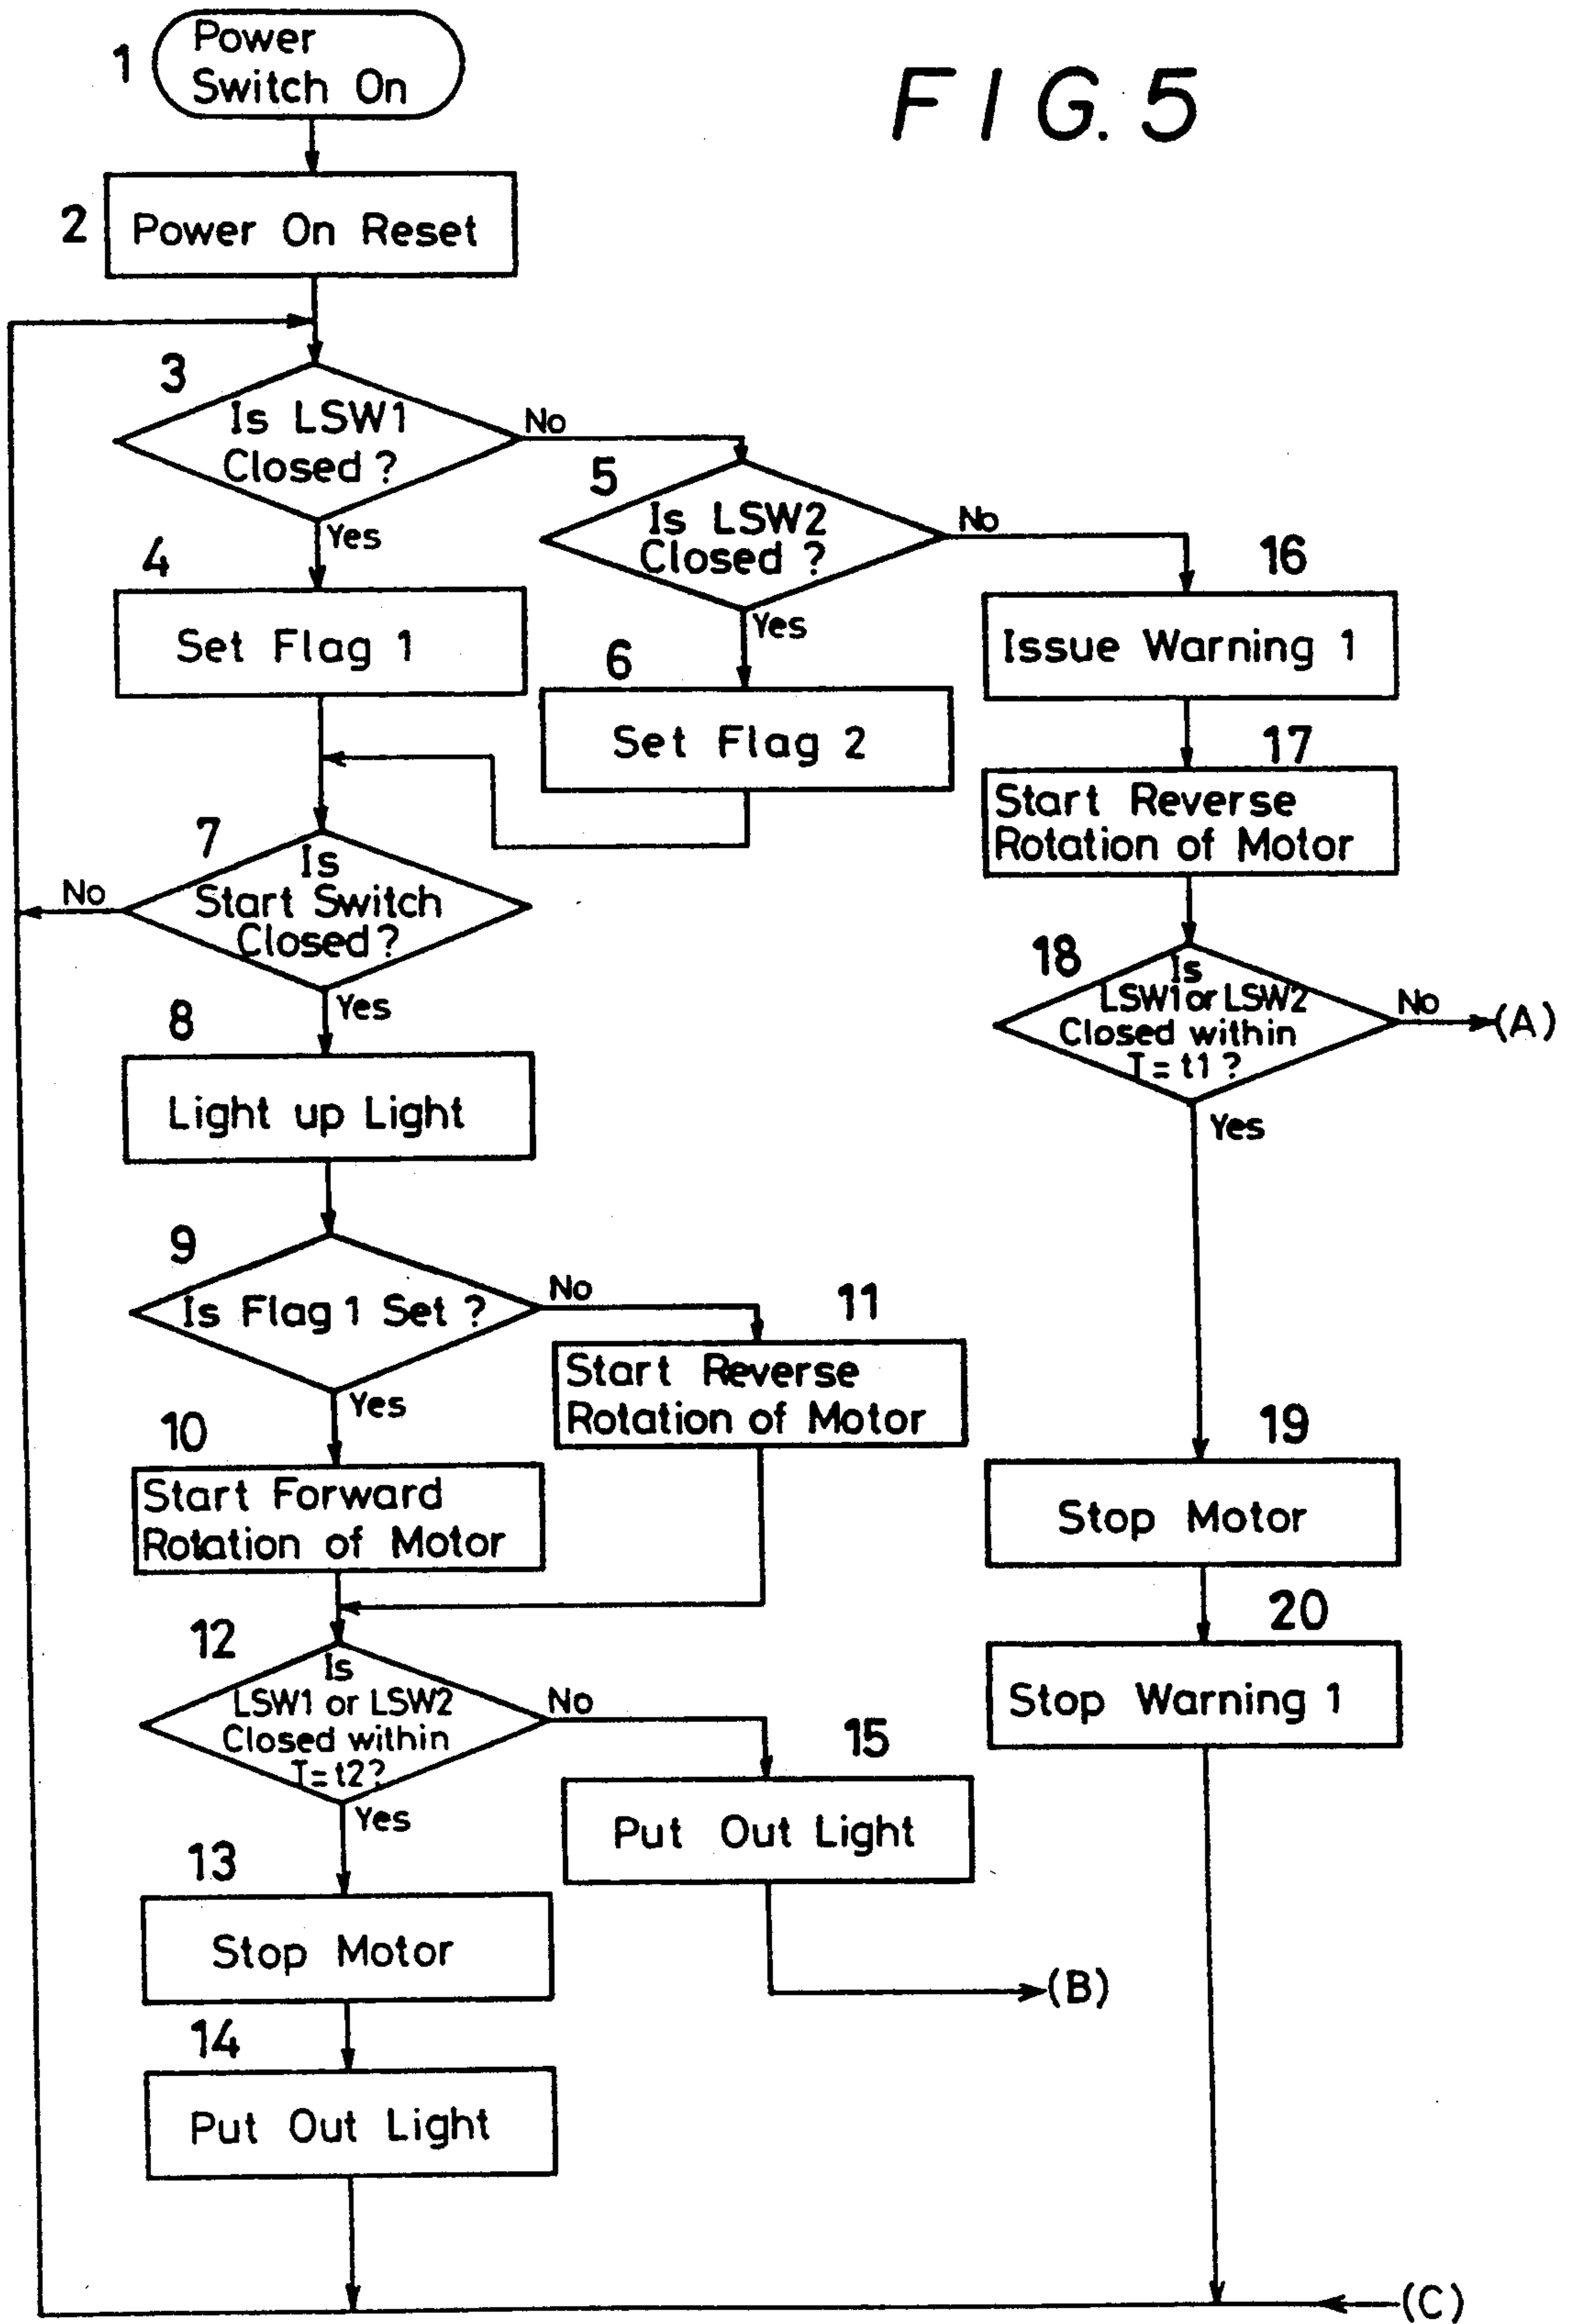 FIG. 5
1
Power
Switch On
2
Power On Reset
3
Is LSW1
Closed?
No
Yes
4
Set Flag 1
5
Is LSW2
Closed?
No
Yes
6
Set Flag 2
7
Is
Start Switch
Closed?
No
Yes
8
Light up Light
9
Is Flag 1 Set?
No
Yes
10
Start Forward
Rotation of Motor
11
Start Reverse
Rotation of Motor
12
Is
LSW1 or LSW2
Closed within
T=t2?
No
Yes
13
Stop Motor
14
Put Out Light
15
Put Out Light
(B)
16
Issue Warning 1
17
Start Reverse
Rotation of Motor
18
Is
LSW1 or LSW2
Closed within
T=t1?
No
(A)
Yes
19
Stop Motor
20
Stop Warning 1
(C)